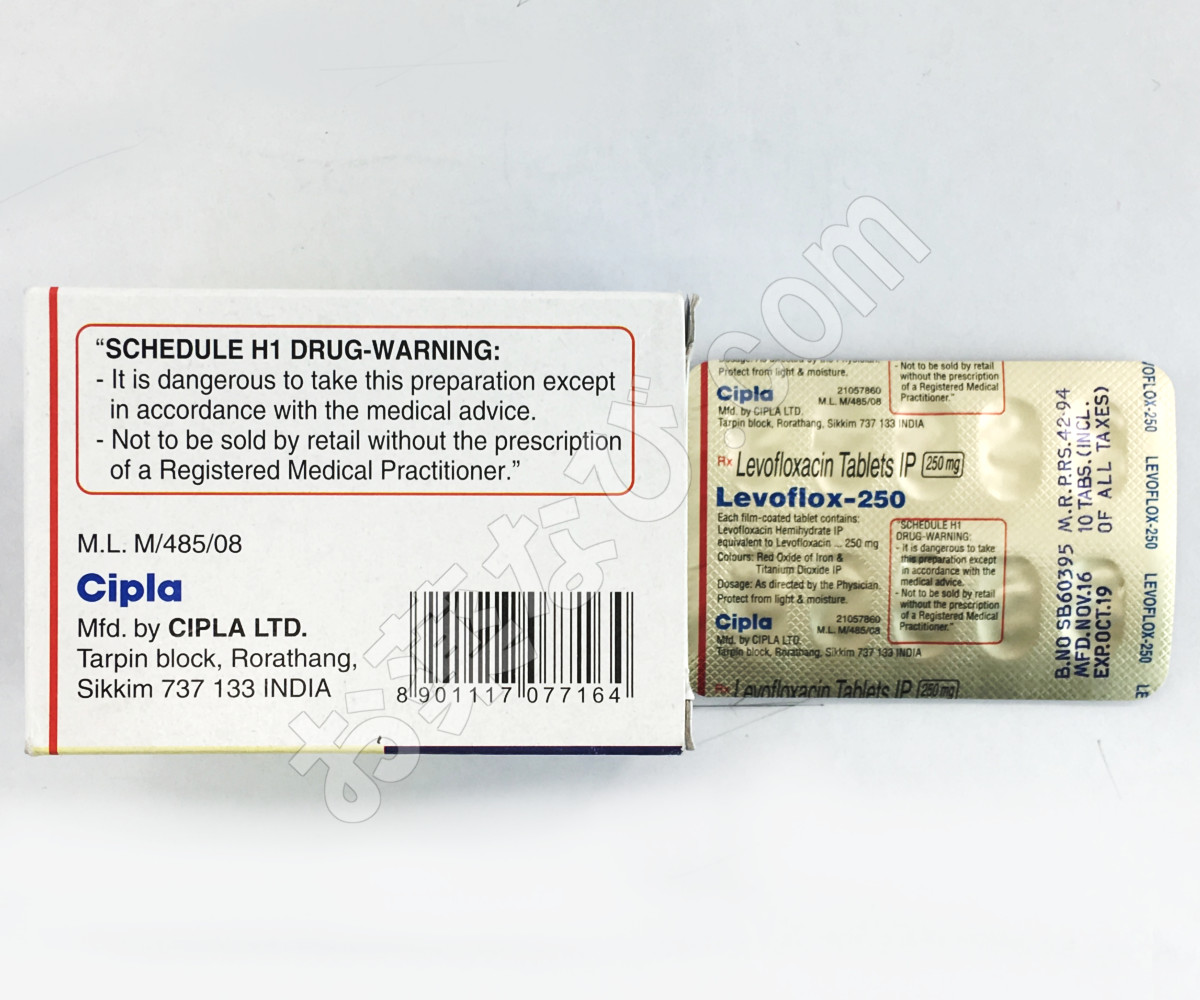 "SCHEDULE H1 DRUG-WARNING:
- It is dangerous to take this preparation except
in accordance with the medical advice.
- Not to be sold by retail without the prescription
of a Registered Medical Practitioner."
M.L. M/485/08
Cipla
Mfd. by CIPLA LTD.
Tarpin block, Rorathang,
Sikkim 737 133 INDIA
8 901117 077164
Protect from light & moisture.
Cipla
21057860
M.L. M/485/08
Mfd. by CIPLA LTD.
Tarpin block, Rorathang, Sikkim 737 133 INDIA
- Not to be sold by retail
without the prescription
of a Registered Medical
Practitioner."
Rx Levofloxacin Tablets IP 250 mg
Levoflox-250
Each film-coated tablet contains:
Levofloxacin Hemihydrate IP
equivalent to Levofloxacin ... 250 mg
Colours: Red Oxide of Iron &
Titanium Dioxide IP
Dosage: As directed by the Physician.
Protect from light & moisture.
"SCHEDULE H1
DRUG-WARNING:
- It is dangerous to take
this preparation except
in accordance with the
medical advice.
- Not to be sold by retail
without the prescription
of a Registered Medical
Practitioner."
Cipla
21057860
M.L. M/485/08
Mfd. by CIPLA LTD.
Tarpin block, Rorathang, Sikkim 737 133 INDIA
Rx Levofloxacin Tablets IP 250 mg
B.NO SB60395 M.R.P.RS.42.94
MFD.NOV.16 10 TABS.(INCL.
EXP.OCT.19 OF ALL TAXES)
LEVOFLOX-250
LEVOFLOX-250
お薬なび.com